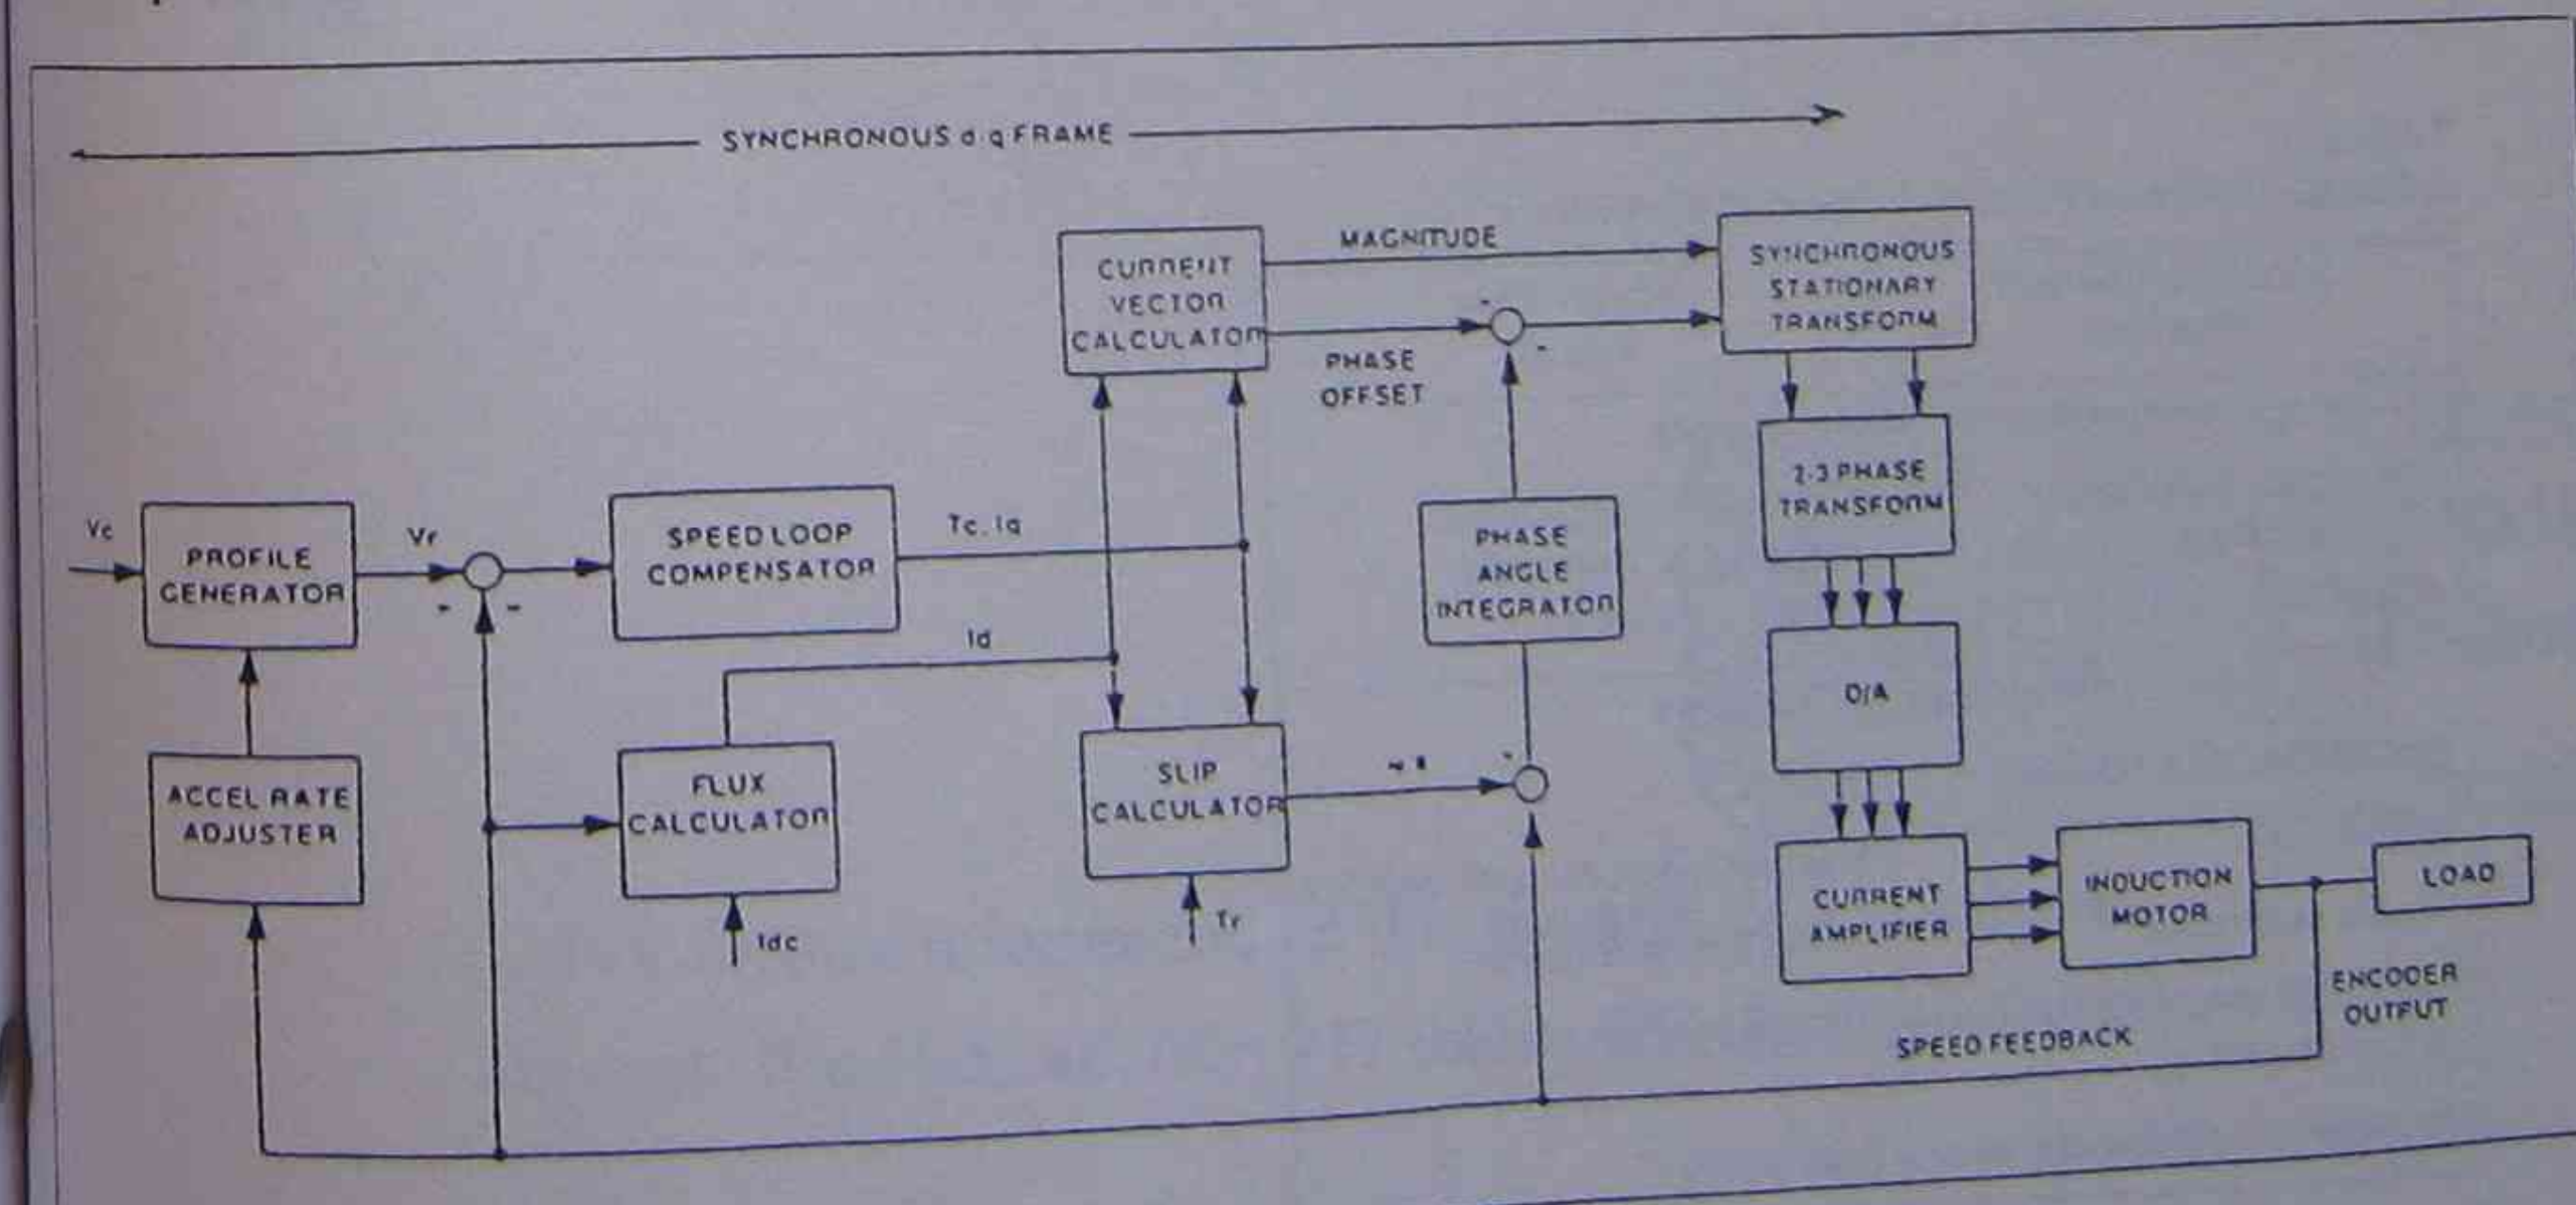 SYNCHRONOUS d-q FRAME
CURRENT
VECTOR
CALCULATOR
MAGNITUDE
PHASE
OFFSET
SYNCHRONOUS
STATIONARY
TRANSFORM
2-3 PHASE
TRANSFORM
Vc
PROFILE
GENERATOR
Vr
SPEED LOOP
COMPENSATOR
Tc, Iq
Id
PHASE
ANGLE
INTEGRATOR
D/A
ACCEL RATE
ADJUSTER
FLUX
CALCULATOR
Idc
SLIP
CALCULATOR
Tr
CURRENT
AMPLIFIER
INDUCTION
MOTOR
LOAD
ENCODER
OUTPUT
SPEED FEEDBACK